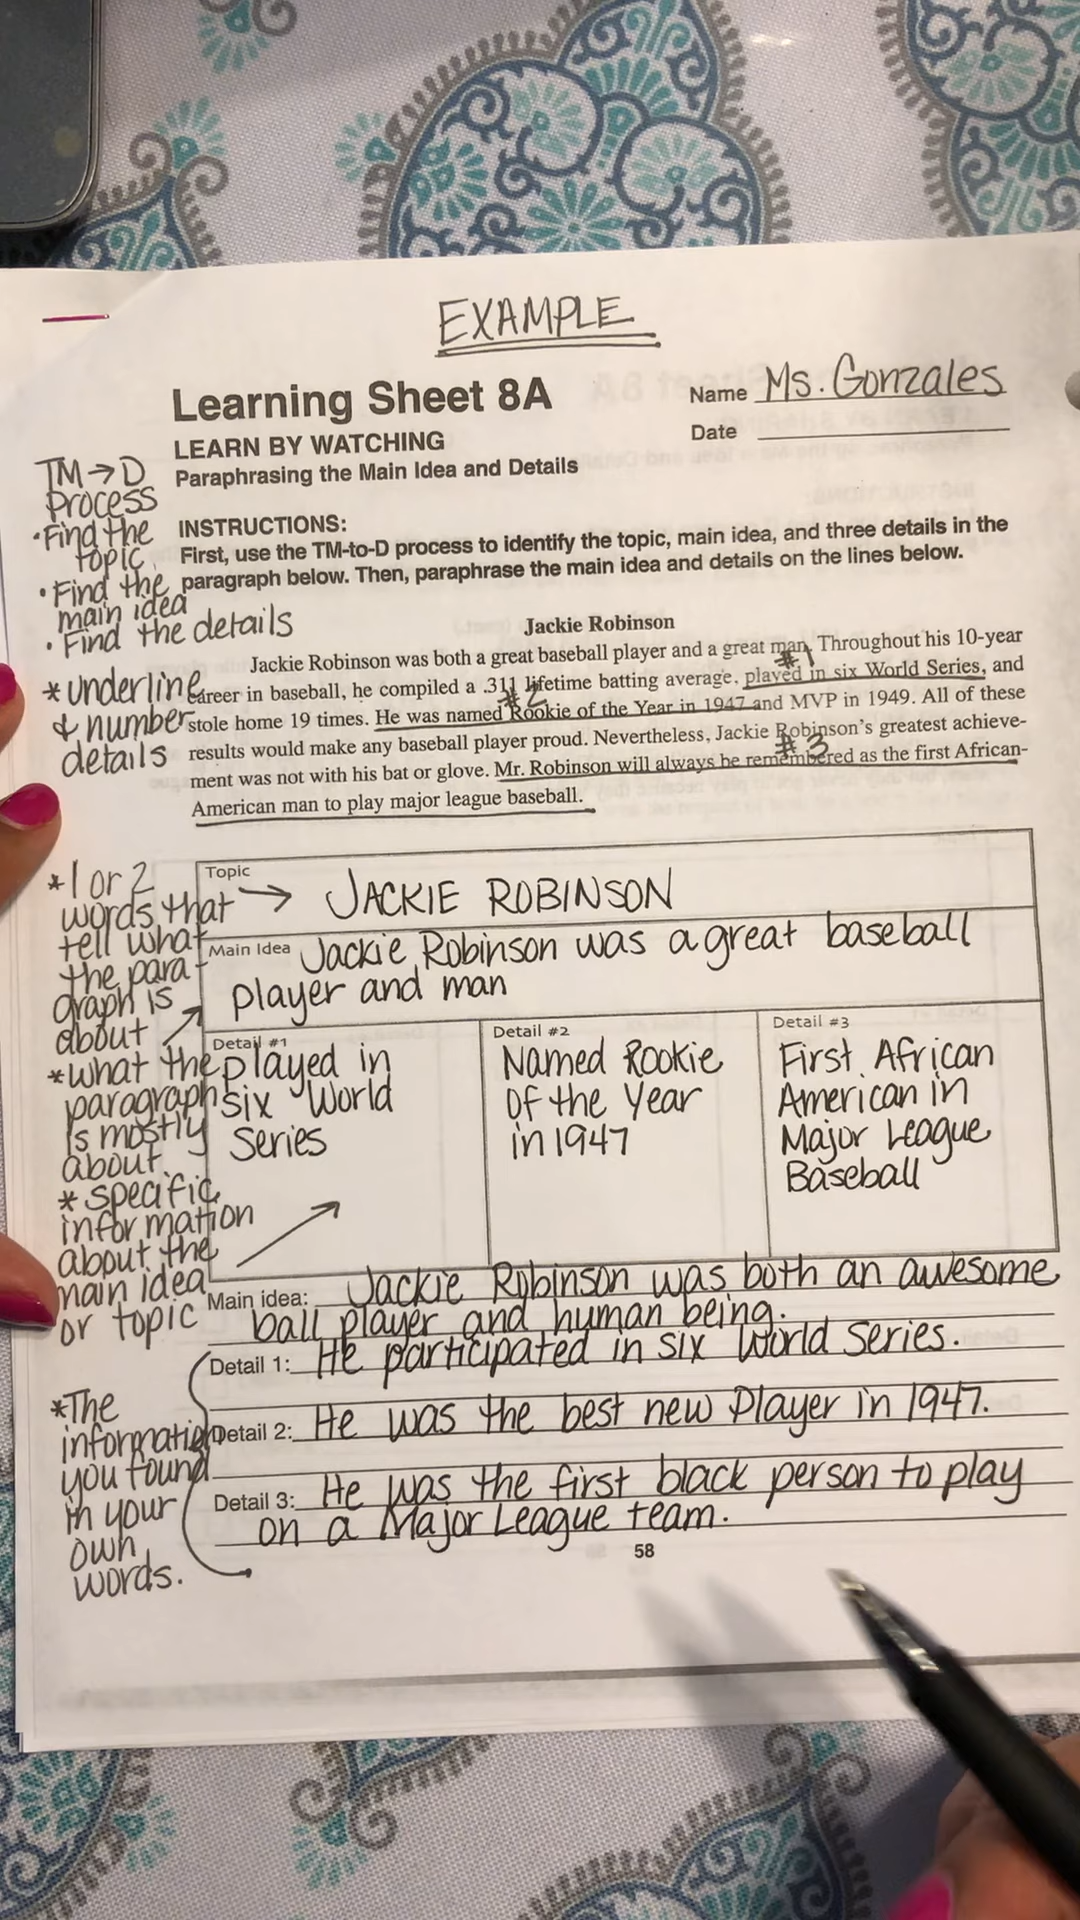 EXAMPLE
Learning Sheet 8A
Name Ms. Gonzales
LEARN BY WATCHING
Date
Paraphrasing the Main Idea and Details
TM→D
Process
•Find the
topic
•Find the
main idea
•Find the details
INSTRUCTIONS:
First, use the TM-to-D process to identify the topic, main idea, and three details in the
paragraph below. Then, paraphrase the main idea and details on the lines below.
*underline
& number
details
Jackie Robinson
Jackie Robinson was both a great baseball player and a great man. Throughout his 10-year
#1
career in baseball, he compiled a .311 lifetime batting average, played in six World Series, and
#2
stole home 19 times. He was named Rookie of the Year in 1947 and MVP in 1949. All of these
results would make any baseball player proud. Nevertheless, Jackie Robinson's greatest achieve-
#3
ment was not with his bat or glove. Mr. Robinson will always be remembered as the first African-
American man to play major league baseball.
*1 or 2
words that
tell what
the para-
graph is
about
Topic
→ JACKIE ROBINSON
Main Idea Jackie Robinson was a great baseball
player and man
*what the
paragraph
is mostly
about.
Detail #1
played in
six World
Series
Detail #2
Named Rookie
of the Year
in 1947
Detail #3
First African
American in
Major League
Baseball
*specific
information
about the
main idea
or topic
Main idea: Jackie Robinson was both an awesome
ball player and human being.
Detail 1: He participated in six World Series.
Detail 2: He was the best new Player in 1947.
Detail 3: He was the first black person to play
on a Major League team.
*The
information
you found
in your
own
words.
58